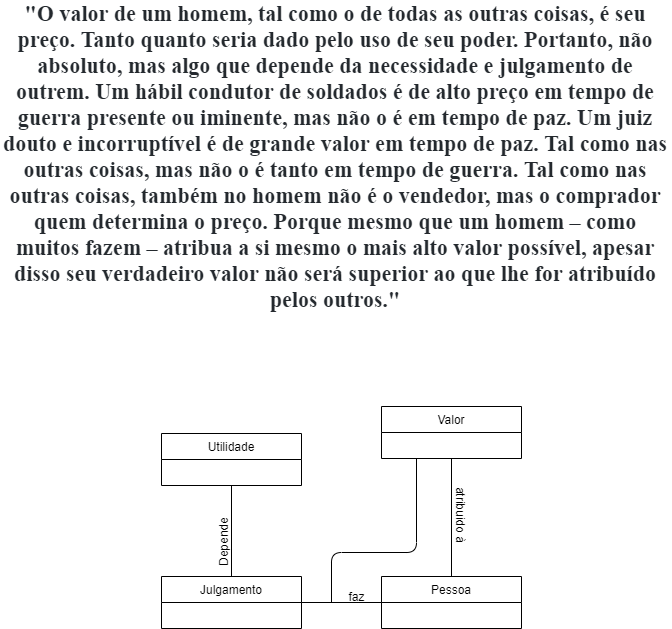 "O valor de um homem, tal como o de todas as outras coisas, é seu
preço. Tanto quanto seria dado pelo uso de seu poder. Portanto, não
absoluto, mas algo que depende da necessidade e julgamento de
outrem. Um hábil condutor de soldados é de alto preço em tempo de
guerra presente ou iminente, mas não o é em tempo de paz. Um juiz
douto e incorruptível é de grande valor em tempo de paz. Tal como nas
outras coisas, mas não o é tanto em tempo de guerra. Tal como nas
outras coisas, também no homem não é o vendedor, mas o comprador
quem determina o preço. Porque mesmo que um homem – como
muitos fazem – atribua a si mesmo o mais alto valor possível, apesar
disso seu verdadeiro valor não será superior ao que lhe for atribuído
pelos outros."
Valor
Utilidade
atribuido à
Depende
Julgamento
faz
Pessoa